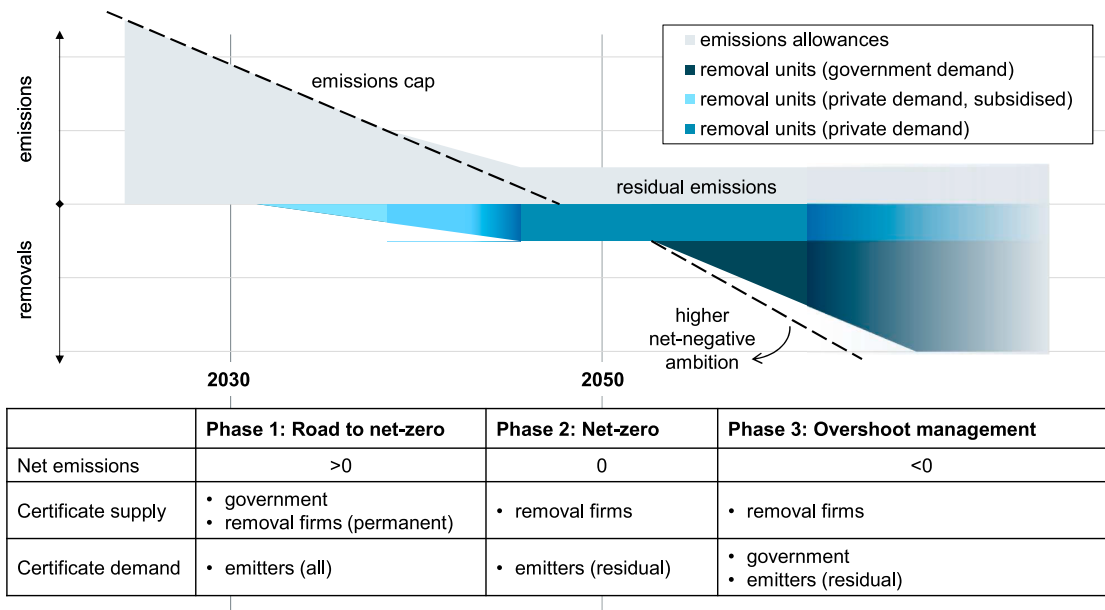 emissions allowances
removal units (government demand)
removal units (private demand, subsidised)
removal units (private demand)
emissions
emissions cap
residual emissions
removals
higher
net-negative
ambition
2030
2050
Phase 1: Road to net-zero
Phase 2: Net-zero
Phase 3: Overshoot management
Net emissions
>0
0
<0
Certificate supply
• government
• removal firms (permanent)
• removal firms
• removal firms
Certificate demand
• emitters (all)
• emitters (residual)
• government
• emitters (residual)